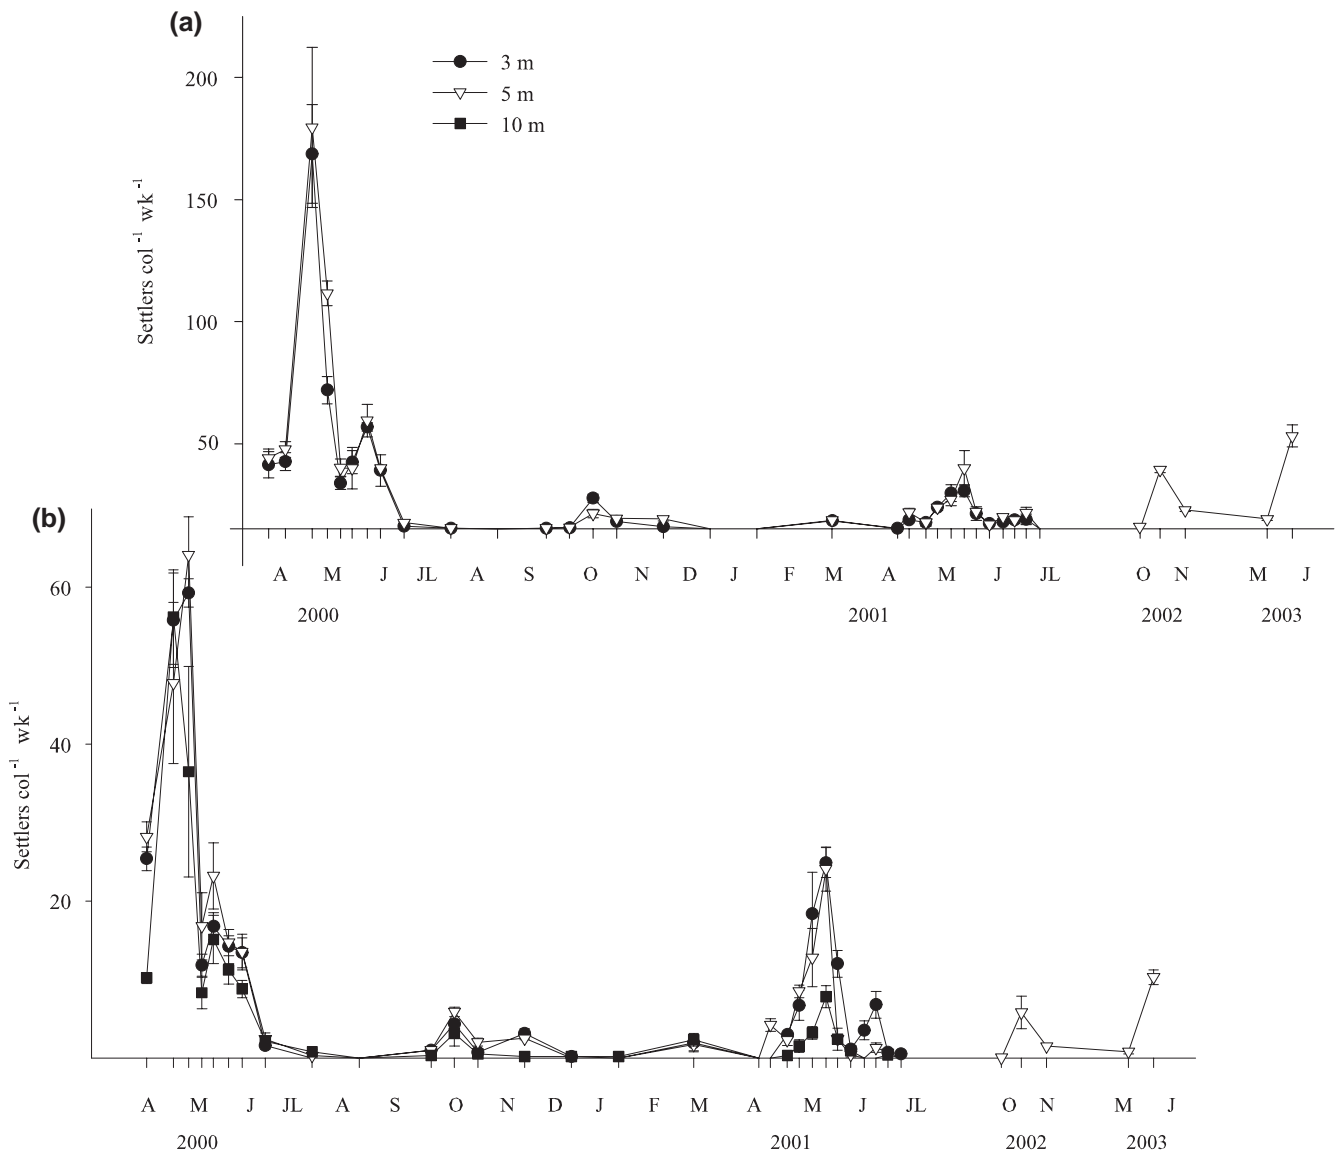 (a)
3 m
5 m
10 m
200
150
100
50
Settlers col⁻¹ wk⁻¹
A M J JL A S O N D J F M A M J JL O N M J
2000 2001 2002 2003
(b)
60
40
20
Settlers col⁻¹ wk⁻¹
A M J JL A S O N D J F M A M J JL O N M J
2000 2001 2002 2003